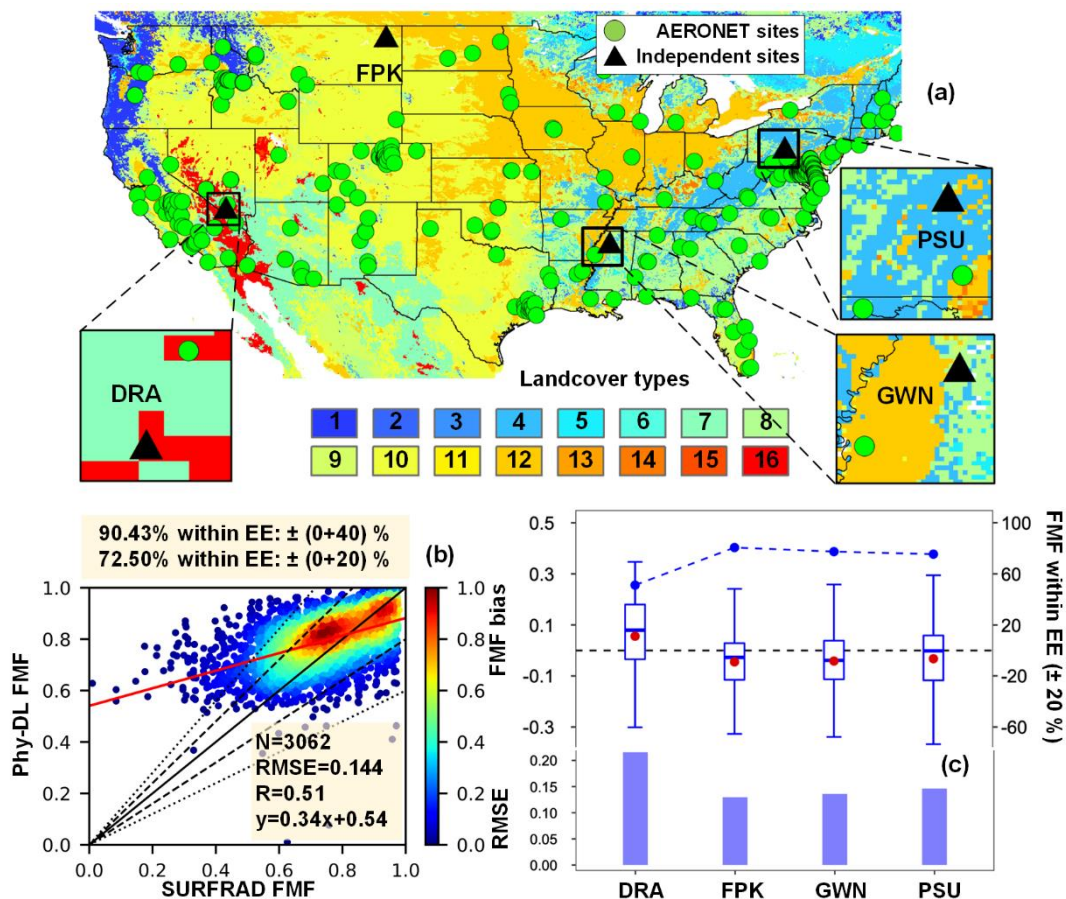 AERONET sites
Independent sites
FPK
(a)
PSU
DRA
GWN
Landcover types
1 2 3 4 5 6 7 8
9 10 11 12 13 14 15 16
90.43% within EE: ± (0+40) %
72.50% within EE: ± (0+20) %
(b)
1.0
0.8
0.6
0.4
0.2
0.0
Phy-DL FMF
N=3062
RMSE=0.144
R=0.51
y=0.34x+0.54
0.0 0.2 0.4 0.6 0.8 1.0
SURFRAD FMF
1.0
0.8
0.6
0.4
0.2
0.0
FMF bias
0.5
0.3
0.1
-0.1
-0.3
100
60
20
-20
-60
FMF within EE (± 20 %)
(c)
RMSE
0.20
0.15
0.10
0.05
0.00
DRA FPK GWN PSU